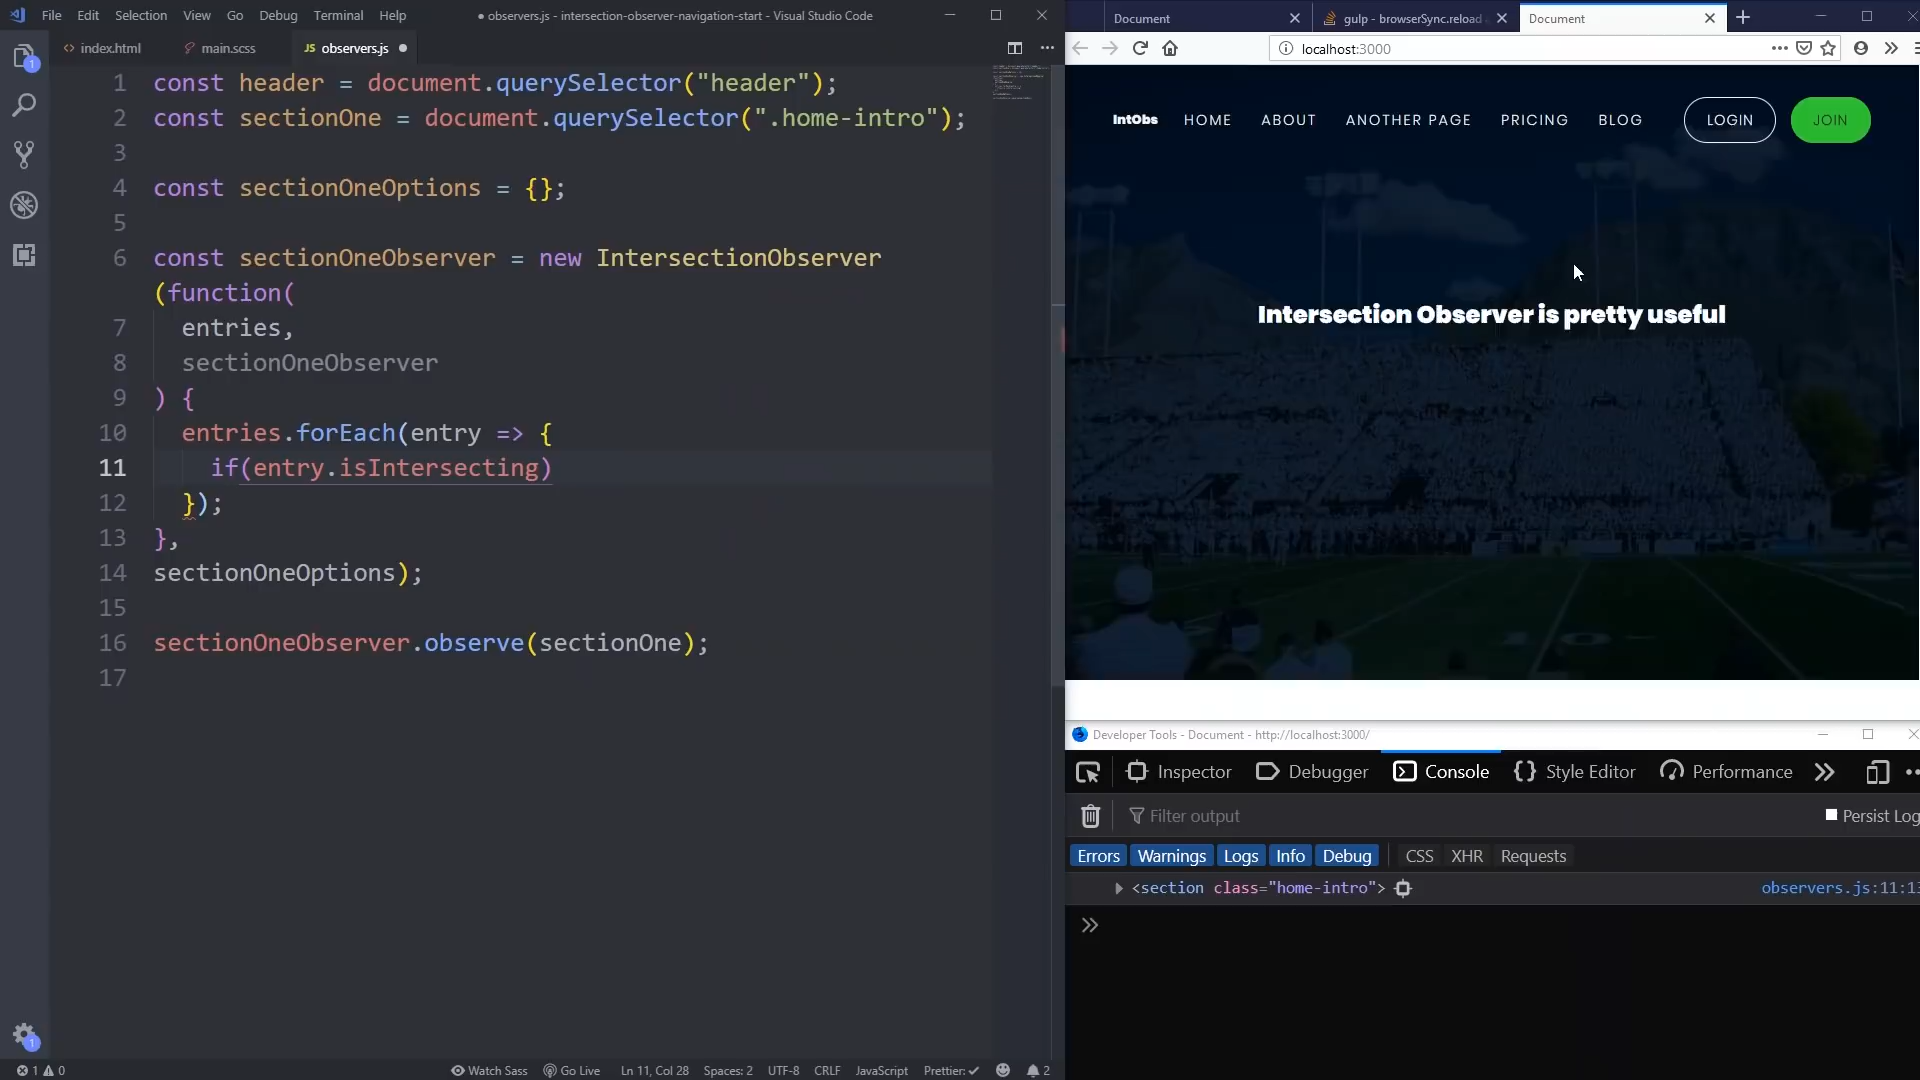 File Edit Selection View Go Debug Terminal Help
● observers.js - intersection-observer-navigation-start - Visual Studio Code
index.html
main.scss
JS observers.js
1 const header = document.querySelector("header");
2 const sectionOne = document.querySelector(".home-intro");
3
4 const sectionOneOptions = {};
5
6 const sectionOneObserver = new IntersectionObserver
(function(
7 entries,
8 sectionOneObserver
9 ) {
10 entries.forEach(entry => {
11 if(entry.isIntersecting)
12 });
13 },
14 sectionOneOptions);
15
16 sectionOneObserver.observe(sectionOne);
17
1
1
1 0
Watch Sass
Go Live
Ln 11, Col 28
Spaces: 2
UTF-8
CRLF
JavaScript
Prettier: ✓
2
Document
gulp - browserSync.reload
Document
localhost:3000
IntObs
HOME
ABOUT
ANOTHER PAGE
PRICING
BLOG
LOGIN
JOIN
Intersection Observer is pretty useful
Developer Tools - Document - http://localhost:3000/
Inspector
Debugger
Console
Style Editor
Performance
Filter output
Persist Log
Errors
Warnings
Logs
Info
Debug
CSS
XHR
Requests
<section class="home-intro">
observers.js:11:13